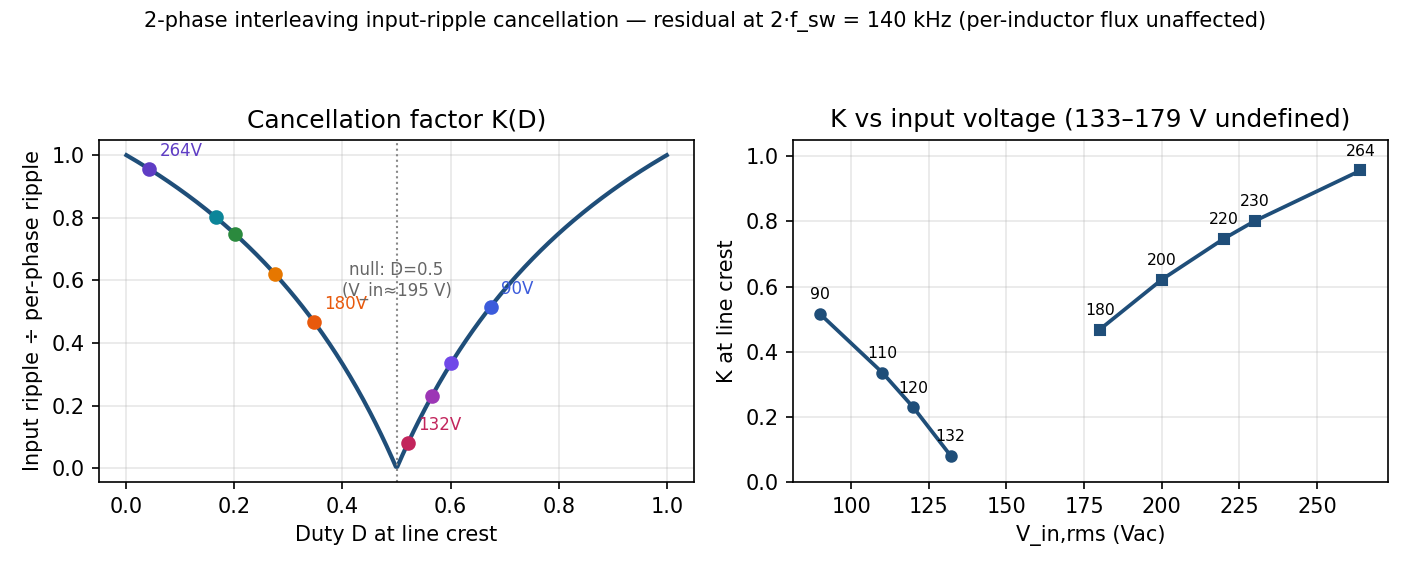 2-phase interleaving input-ripple cancellation — residual at 2·f_sw = 140 kHz (per-inductor flux unaffected)
Cancellation factor K(D)
Input ripple ÷ per-phase ripple
1.0
0.8
0.6
0.4
0.2
0.0
264V
null: D=0.5
(V_in≈195 V)
180V
90V
132V
0.0 0.2 0.4 0.6 0.8 1.0
Duty D at line crest
K vs input voltage (133–179 V undefined)
K at line crest
1.0
0.8
0.6
0.4
0.2
0.0
90
110
120
132
180
200
220
230
264
100 125 150 175 200 225 250
V_in,rms (Vac)